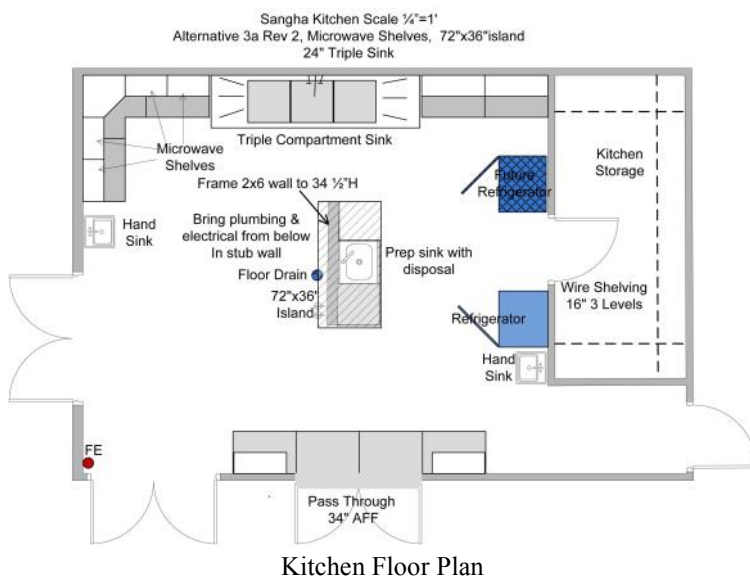 Sangha Kitchen Scale ¼"=1'
Alternative 3a Rev 2, Microwave Shelves, 72"x36"island
24" Triple Sink
Triple Compartment Sink
Microwave
Shelves
Frame 2x6 wall to 34 ½"H
Future
Refrigerator
Kitchen
Storage
Hand
Sink
Bring plumbing &
electrical from below
In stub wall
Prep sink with
disposal
Floor Drain
72"x36"
Island
Wire Shelving
16" 3 Levels
Refrigerator
Hand
Sink
FE
Pass Through
34" AFF
Kitchen Floor Plan